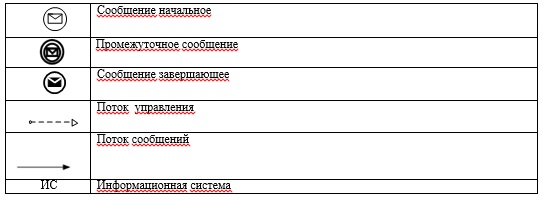 Сообщение начальное
Промежуточное сообщение
Сообщение завершающее
Поток управления
Поток сообщений
ИС Информационная система